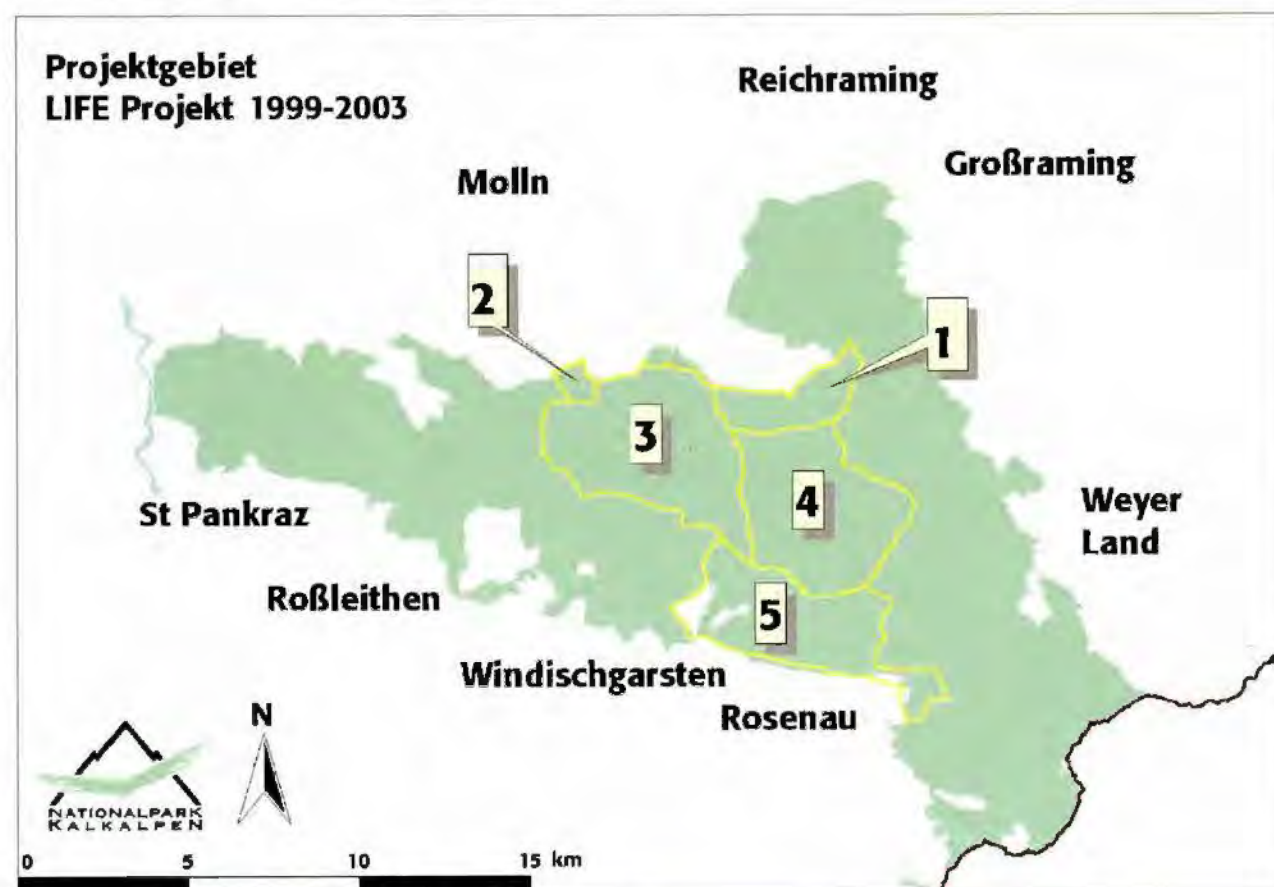 Projektgebiet
LIFE Projekt 1999-2003
Reichraming
Großraming
Molln
2
1
3
4
St Pankraz
Weyer
Land
Roßleithen
5
Windischgarsten
Rosenau
N
NATIONALPARK
KALKALPEN
0 5 10 15 km